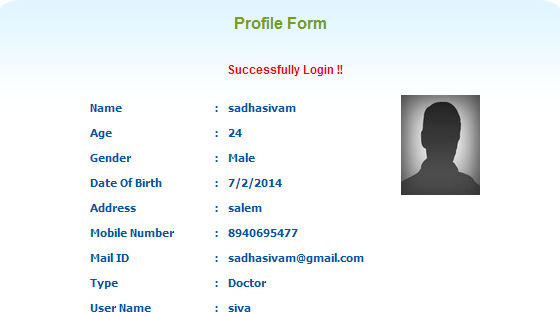 Profile Form
Successfully Login !!
Name : sadhasivam
Age : 24
Gender : Male
Date Of Birth : 7/2/2014
Address : salem
Mobile Number : 8940695477
Mail ID : sadhasivam@gmail.com
Type : Doctor
User Name : siva